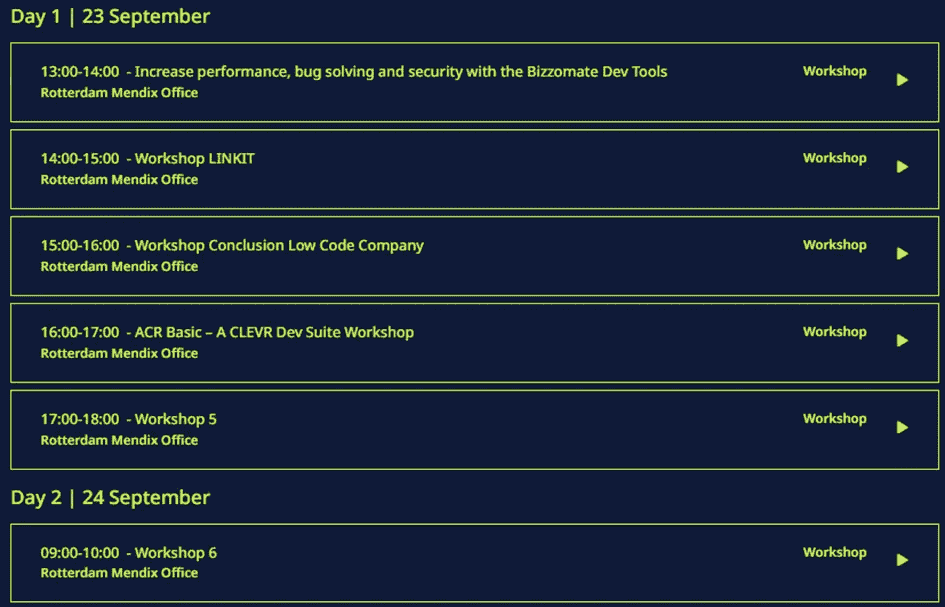 Day 1 | 23 September
13:00-14:00 - Increase performance, bug solving and security with the Bizzomate Dev Tools
Workshop
Rotterdam Mendix Office
14:00-15:00 - Workshop LINKIT
Workshop
Rotterdam Mendix Office
15:00-16:00 - Workshop Conclusion Low Code Company
Workshop
Rotterdam Mendix Office
16:00-17:00 - ACR Basic – A CLEVR Dev Suite Workshop
Workshop
Rotterdam Mendix Office
17:00-18:00 - Workshop 5
Workshop
Rotterdam Mendix Office
Day 2 | 24 September
09:00-10:00 - Workshop 6
Workshop
Rotterdam Mendix Office